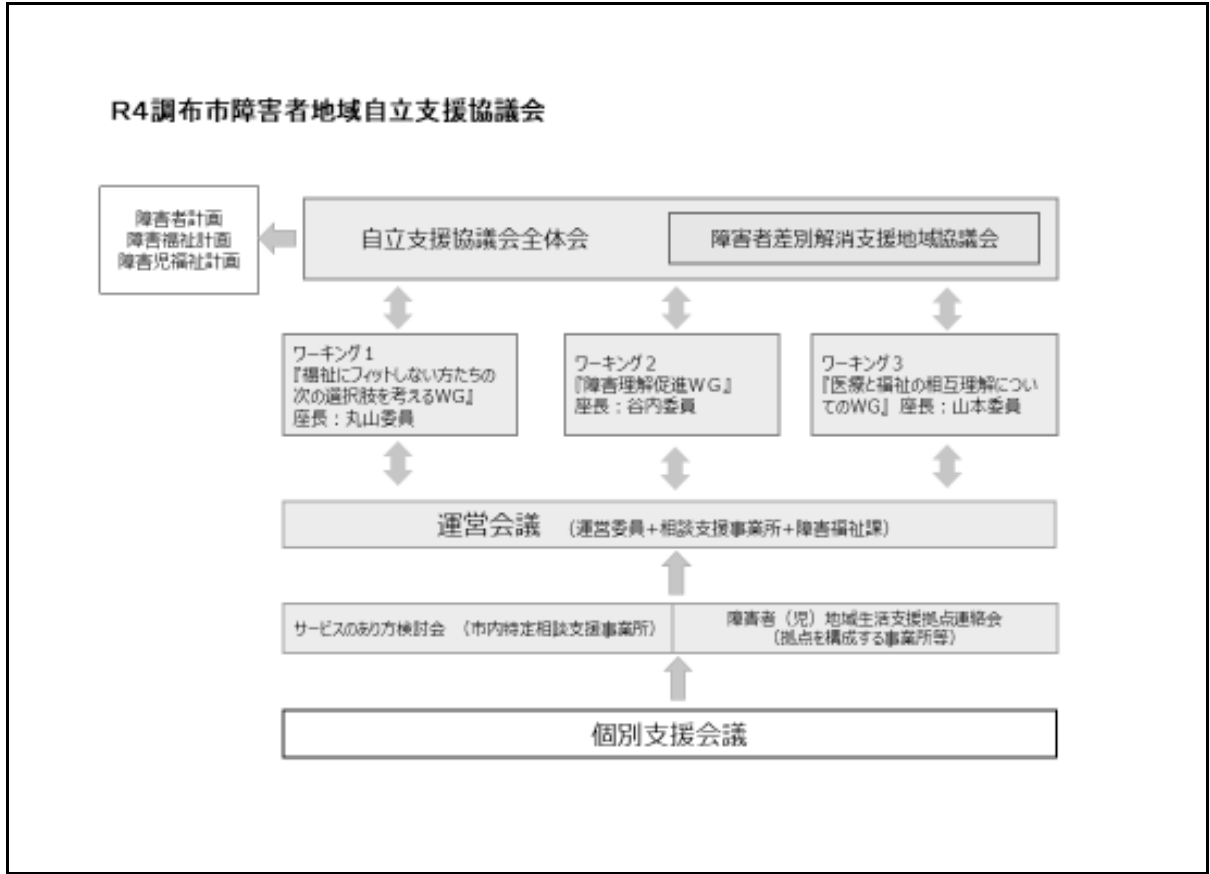 R4調布市障害者地域自立支援協議会
障害者計画
障害福祉計画
障害児福祉計画
自立支援協議会全体会
障害者差別解消支援地域協議会
ワーキング1
『福祉にフィットしない方たちの
次の選択肢を考えるWG』
座長：丸山委員
ワーキング2
『障害理解促進WG』
座長：谷内委員
ワーキング3
『医療と福祉の相互理解につい
てのWG』 座長：山本委員
運営会議 （運営委員+相談支援事業所+障害福祉課）
サービスのあり方検討会 （市内特定相談支援事業所）
障害者（児）地域生活支援拠点連絡会
（拠点を構成する事業所等）
個別支援会議